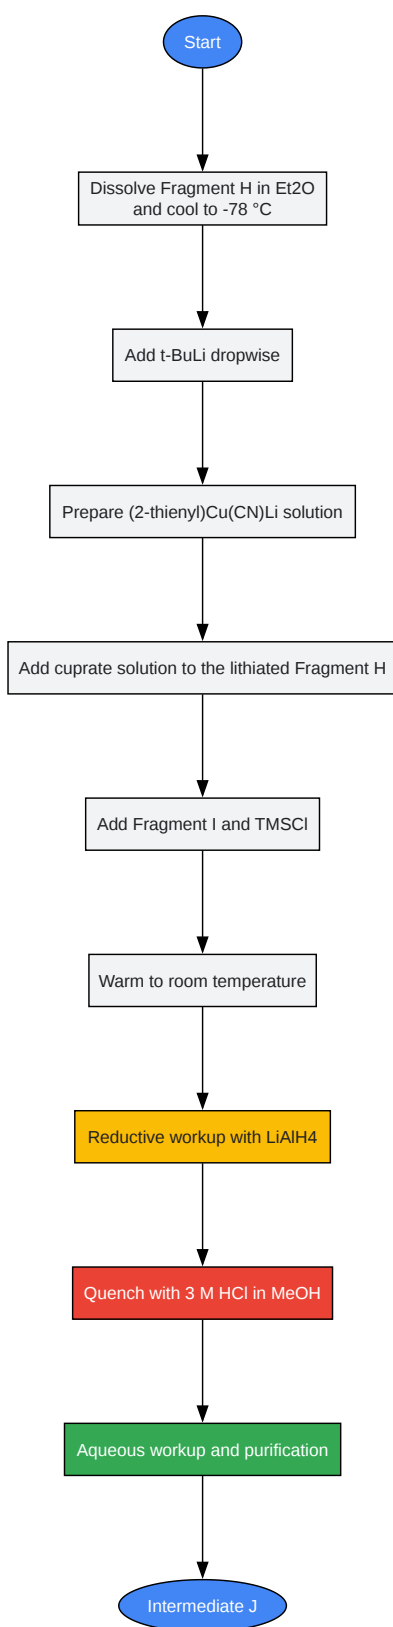 Start
Dissolve Fragment H in Et2O
and cool to -78 °C
Add t-BuLi dropwise
Prepare (2-thienyl)Cu(CN)Li solution
Add cuprate solution to the lithiated Fragment H
Add Fragment I and TMSCl
Warm to room temperature
Reductive workup with LiAlH4
Quench with 3 M HCl in MeOH
Aqueous workup and purification
Intermediate J